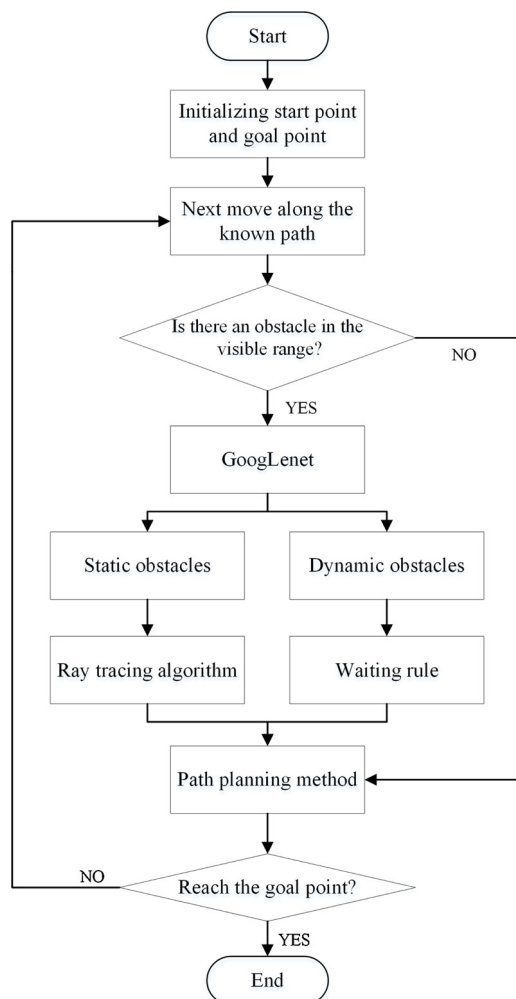 Start
Initializing start point
and goal point
Next move along the
known path
Is there an obstacle in the
visible range?
NO
YES
GoogLenet
Static obstacles
Dynamic obstacles
Ray tracing algorithm
Waiting rule
Path planning method
NO
Reach the goal point?
YES
End